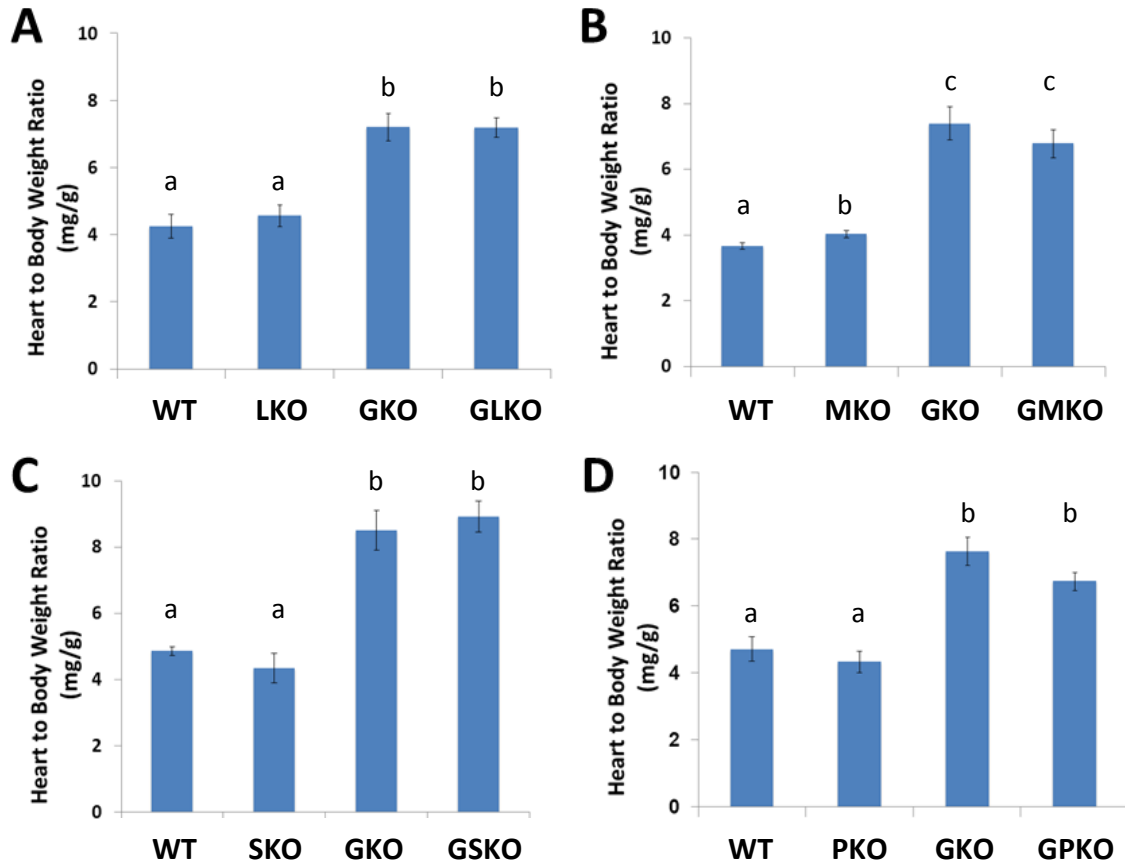 A
Heart to Body Weight Ratio
(mg/g)
10
8
6
4
2
0
a
a
b
b
WT
LKO
GKO
GLKO
B
Heart to Body Weight Ratio
(mg/g)
10
8
6
4
2
0
a
b
c
c
WT
MKO
GKO
GMKO
C
Heart to Body Weight Ratio
(mg/g)
10
8
6
4
2
0
a
a
b
b
WT
SKO
GKO
GSKO
D
Heart to Body Weight Ratio
(mg/g)
10
8
6
4
2
0
a
a
b
b
WT
PKO
GKO
GPKO